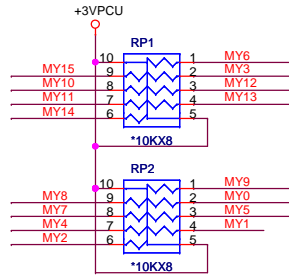 +3VPCU
RP1
10 1 MY6
MY15 9 2 MY3
MY10 8 3 MY12
MY11 7 4 MY13
MY14 6 5
*10KX8
RP2
10 1 MY9
MY8 9 2 MY0
MY7 8 3 MY5
MY4 7 4 MY1
MY2 6 5
*10KX8